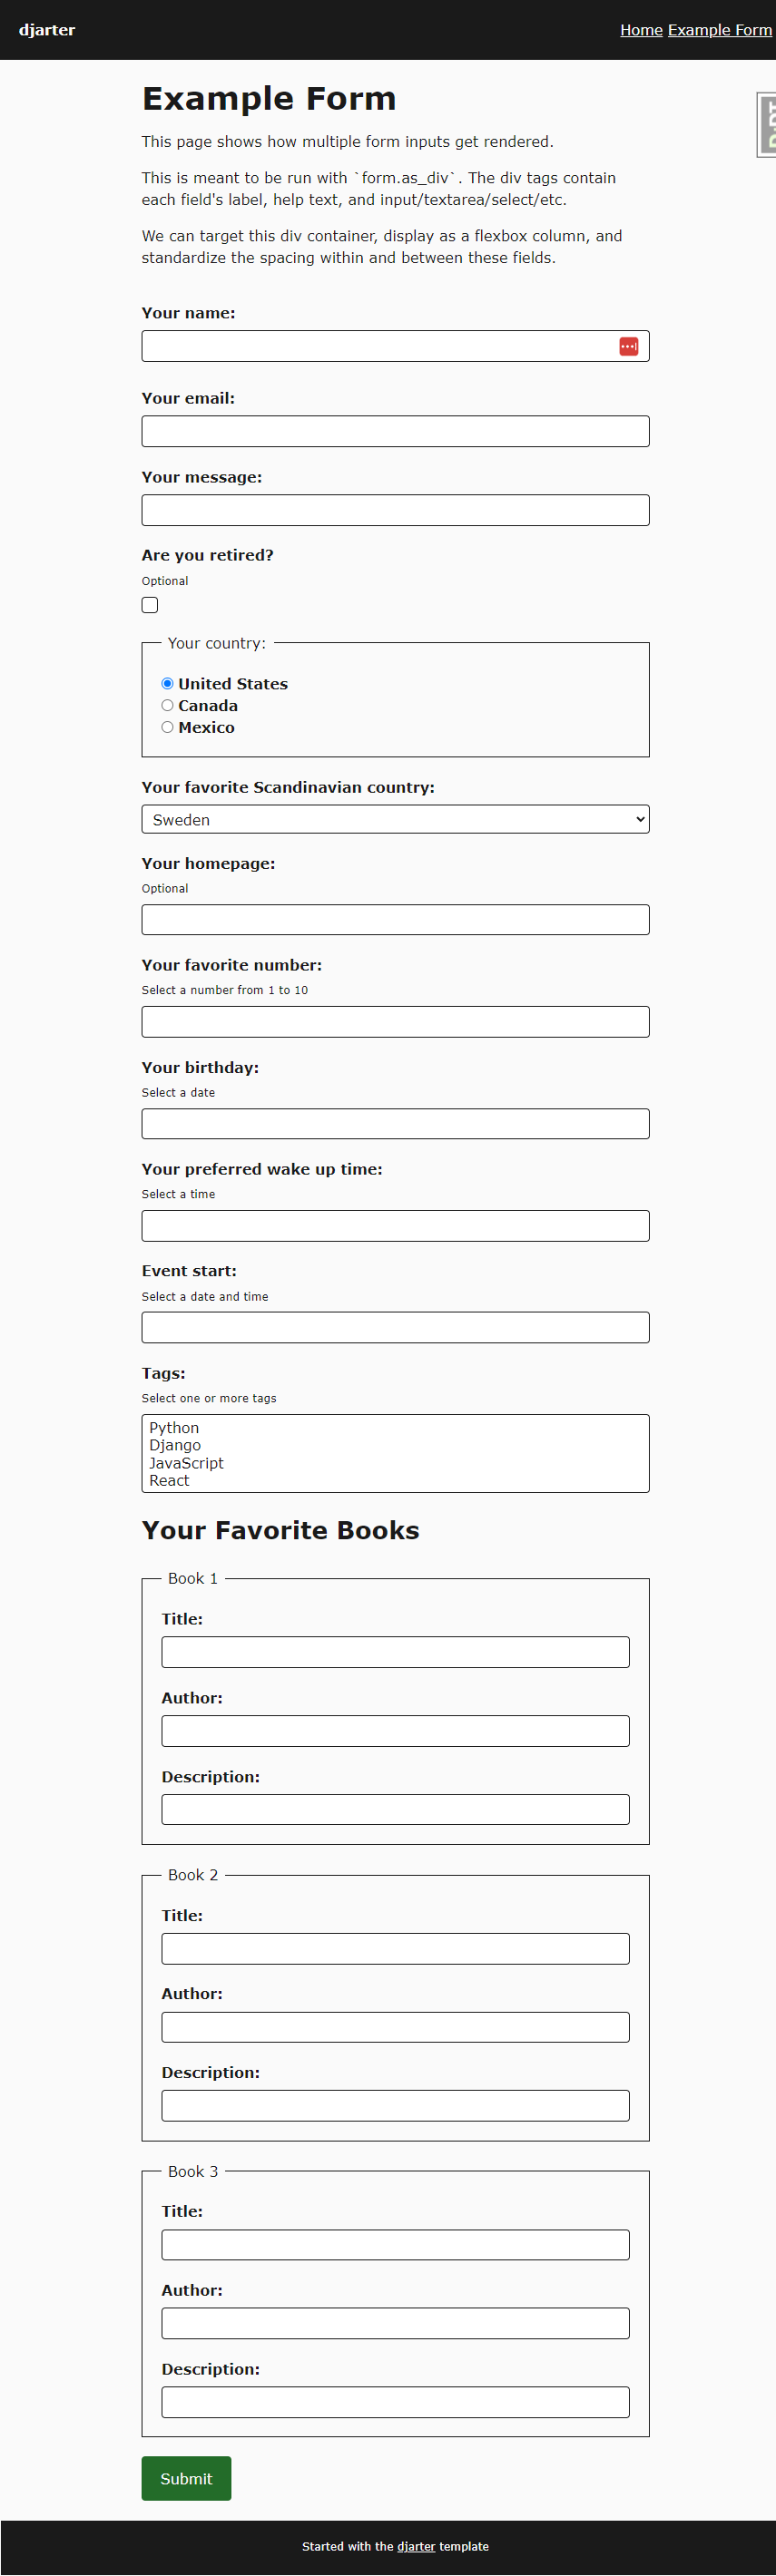 djarter
Home Example Form
Example Form
This page shows how multiple form inputs get rendered.
This is meant to be run with `form.as_div`. The div tags contain
each field's label, help text, and input/textarea/select/etc.
We can target this div container, display as a flexbox column, and
standardize the spacing within and between these fields.
Your name:
Your email:
Your message:
Are you retired?
Optional
Your country:
United States
Canada
Mexico
Your favorite Scandinavian country:
Sweden
Your homepage:
Optional
Your favorite number:
Select a number from 1 to 10
Your birthday:
Select a date
Your preferred wake up time:
Select a time
Event start:
Select a date and time
Tags:
Select one or more tags
Python
Django
JavaScript
React
Your Favorite Books
Book 1
Title:
Author:
Description:
Book 2
Title:
Author:
Description:
Book 3
Title:
Author:
Description:
Submit
Started with the djarter template